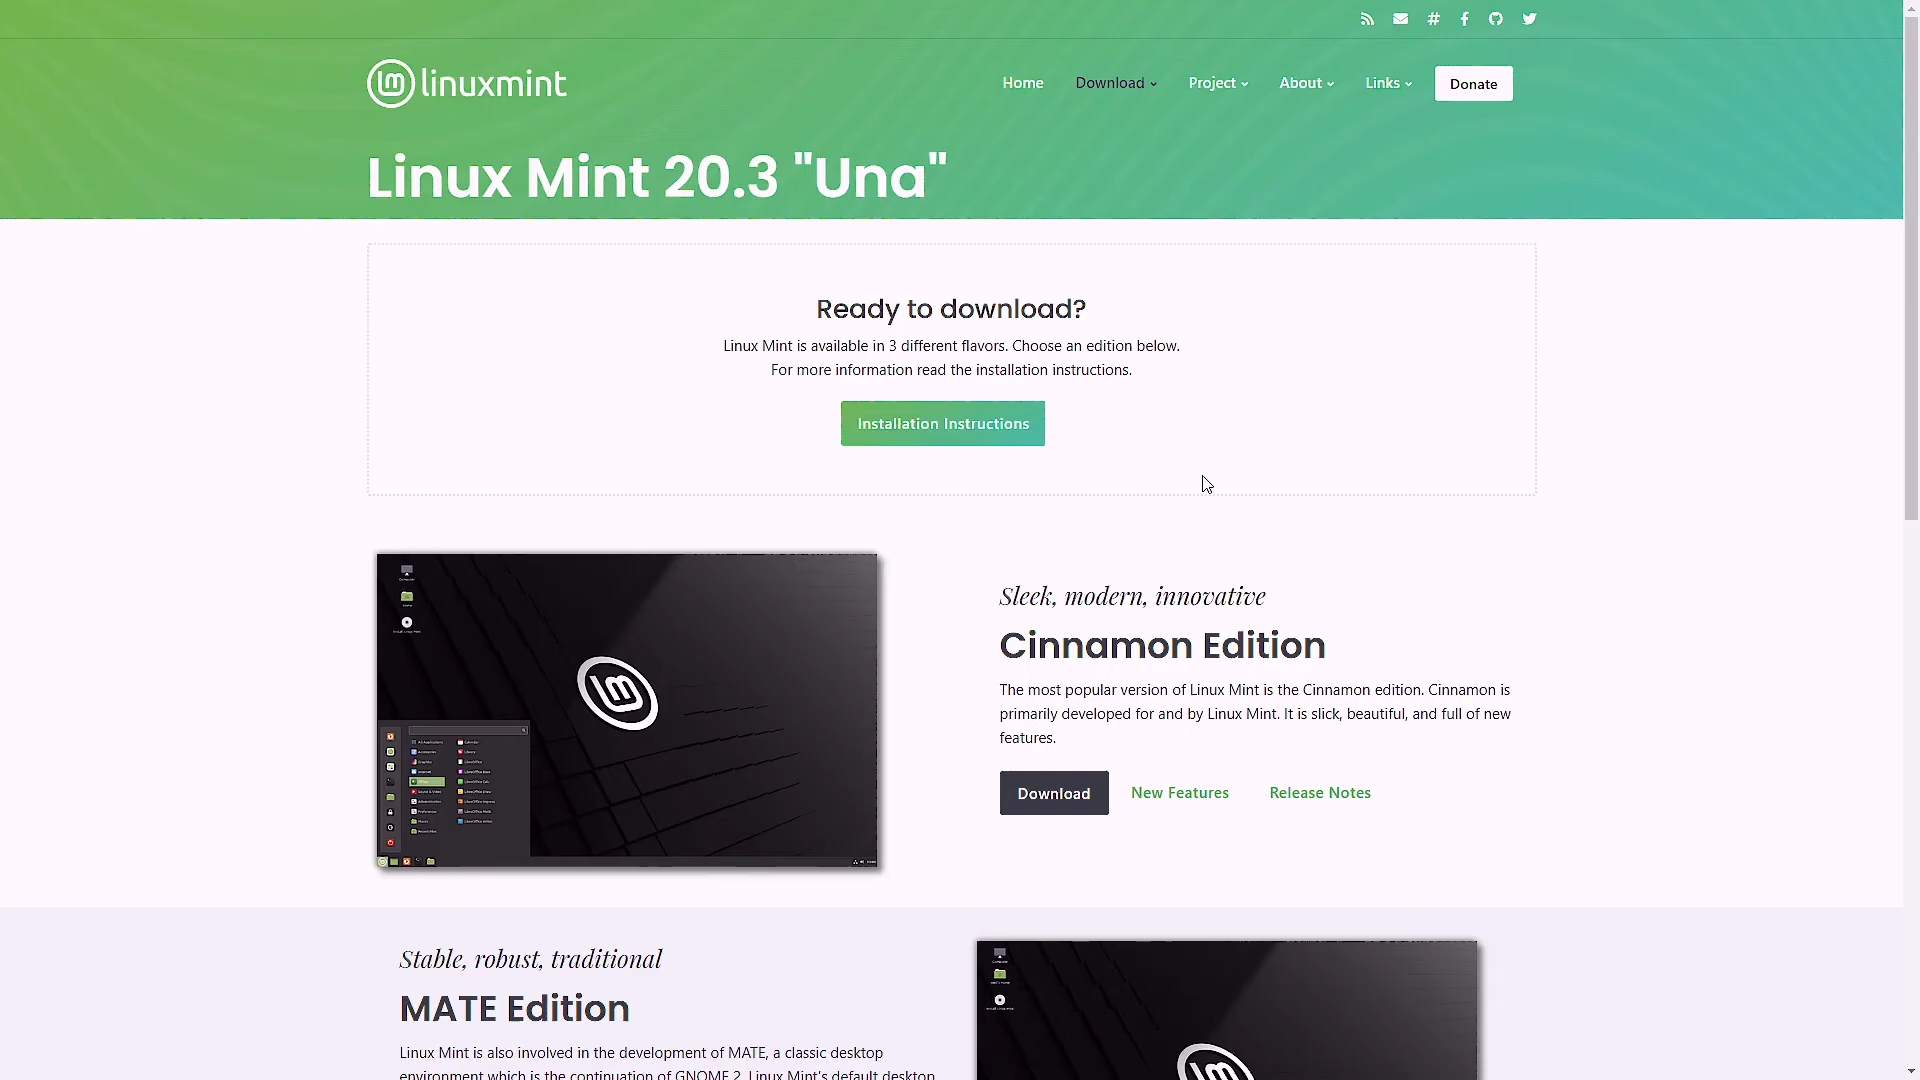 linuxmint
Home
Download
Project
About
Links
Donate
Linux Mint 20.3 "Una"
Ready to download?
Linux Mint is available in 3 different flavors. Choose an edition below.
For more information read the installation instructions.
Installation Instructions
Sleek, modern, innovative
Cinnamon Edition
The most popular version of Linux Mint is the Cinnamon edition. Cinnamon is
primarily developed for and by Linux Mint. It is slick, beautiful, and full of new
features.
Download
New Features
Release Notes
Stable, robust, traditional
MATE Edition
Linux Mint is also involved in the development of MATE, a classic desktop
environment which is the continuation of GNOME 2. Linux Mint's default desktop